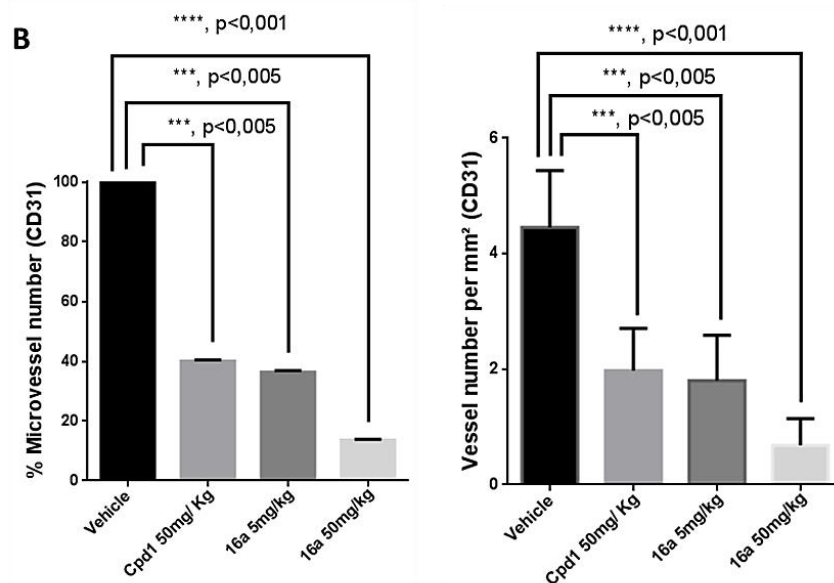 B
****, p<0,001
***, p<0,005
***, p<0,005
% Microvessel number (CD31)
100
80
60
40
20
0
Vehicle
Cpd1 50mg/ Kg
16a 5mg/kg
16a 50mg/kg
****, p<0,001
***, p<0,005
***, p<0,005
Vessel number per mm² (CD31)
6
4
2
0
Vehicle
Cpd1 50mg/Kg
16a 5mg/kg
16a 50mg/kg